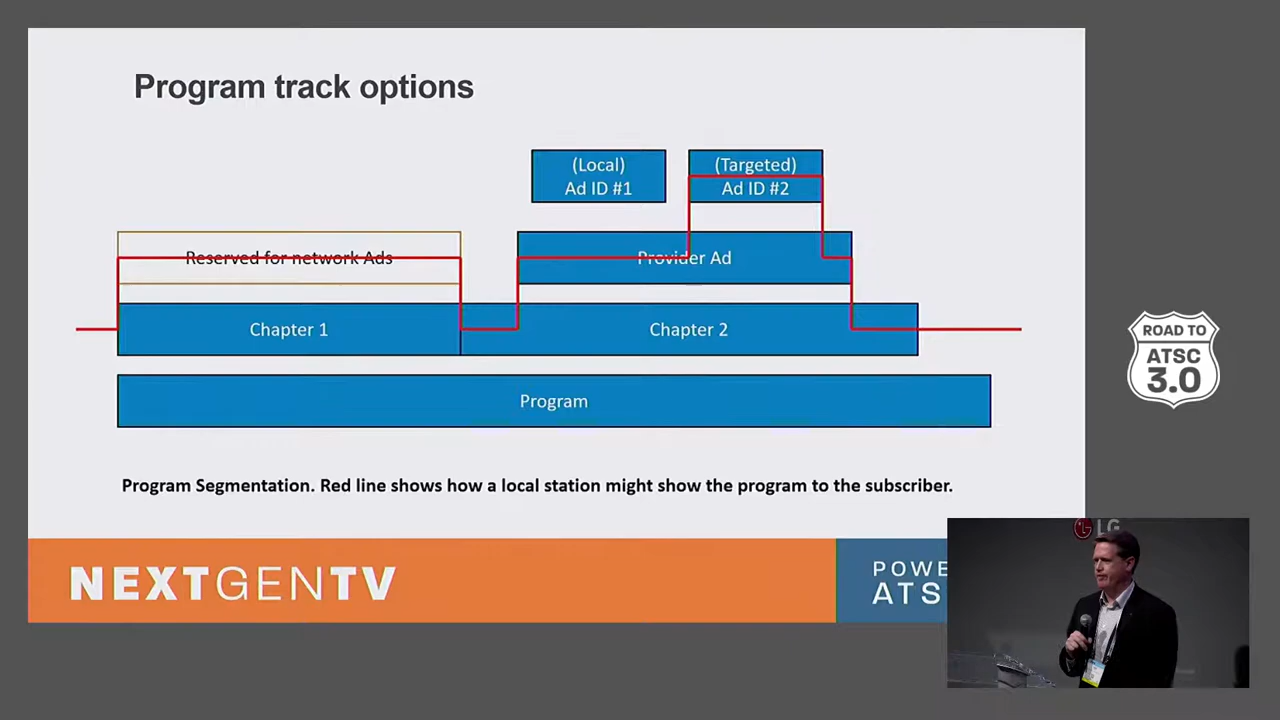 Program track options
(Local)
Ad ID #1
(Targeted)
Ad ID #2
Reserved for network Ads
Provider Ad
Chapter 1
Chapter 2
Program
Program Segmentation. Red line shows how a local station might show the program to the subscriber.
NEXTGENTV
POWE
ATS
ROAD TO
ATSC
3.0
LG